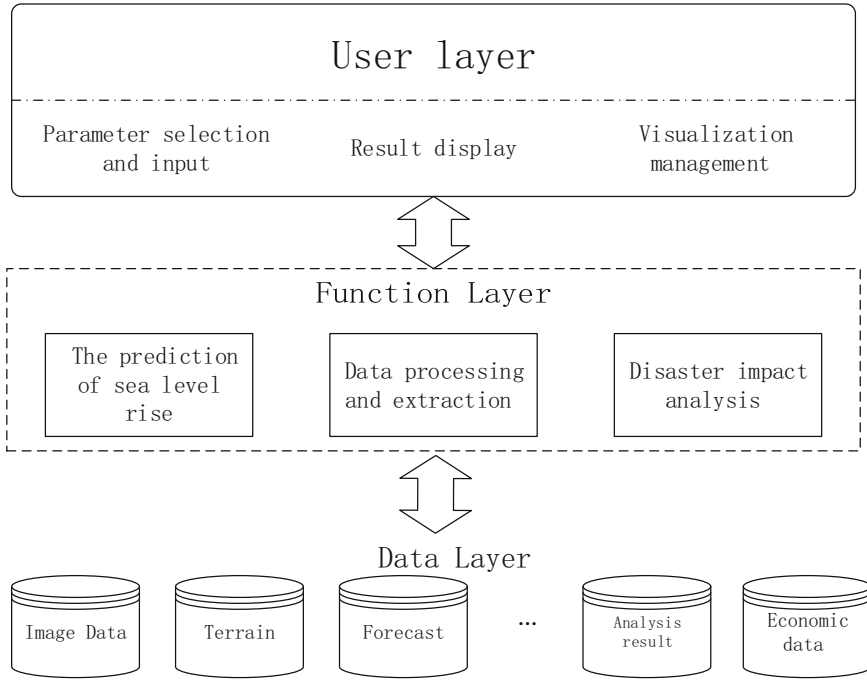 User layer
Parameter selection
and input
Result display
Visualization
management
Function Layer
The prediction
of sea level
rise
Data processing
and extraction
Disaster impact
analysis
Data Layer
Image Data
Terrain
Forecast
...
Analysis
result
Economic
data